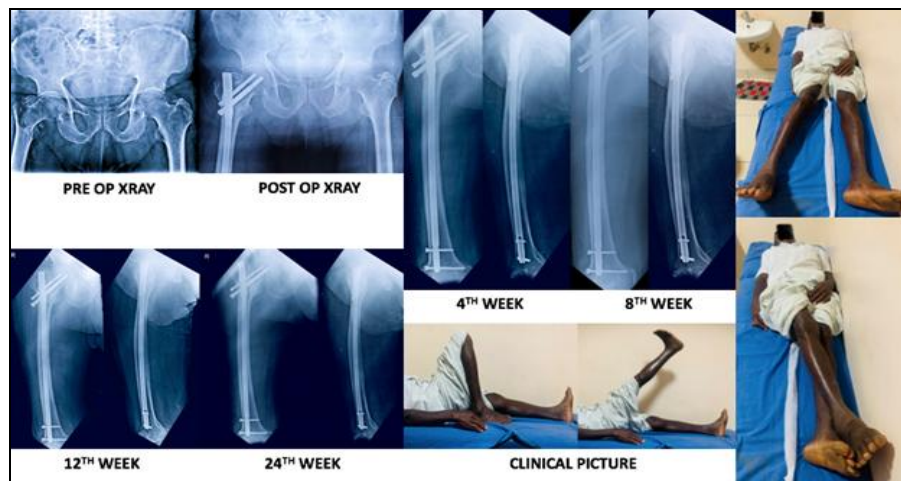 PRE OP XRAY
POST OP XRAY
4TH WEEK
8TH WEEK
12TH WEEK
24TH WEEK
CLINICAL PICTURE